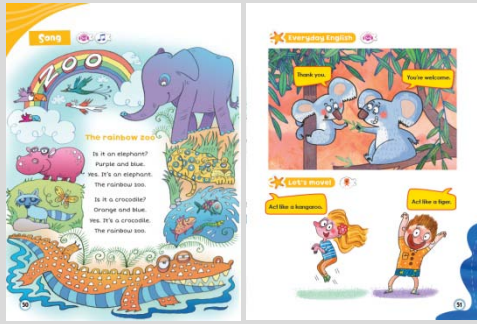 Song
ZOO
The rainbow zoo
Is it an elephant?
Purple and blue.
Yes. It's an elephant.
The rainbow zoo.
Is it a crocodile?
Orange and blue.
Yes. It's a crocodile.
The rainbow zoo.
30
Everyday English
Thank you.
You're welcome.
Let's move!
Act like a kangaroo.
Act like a tiger.
31